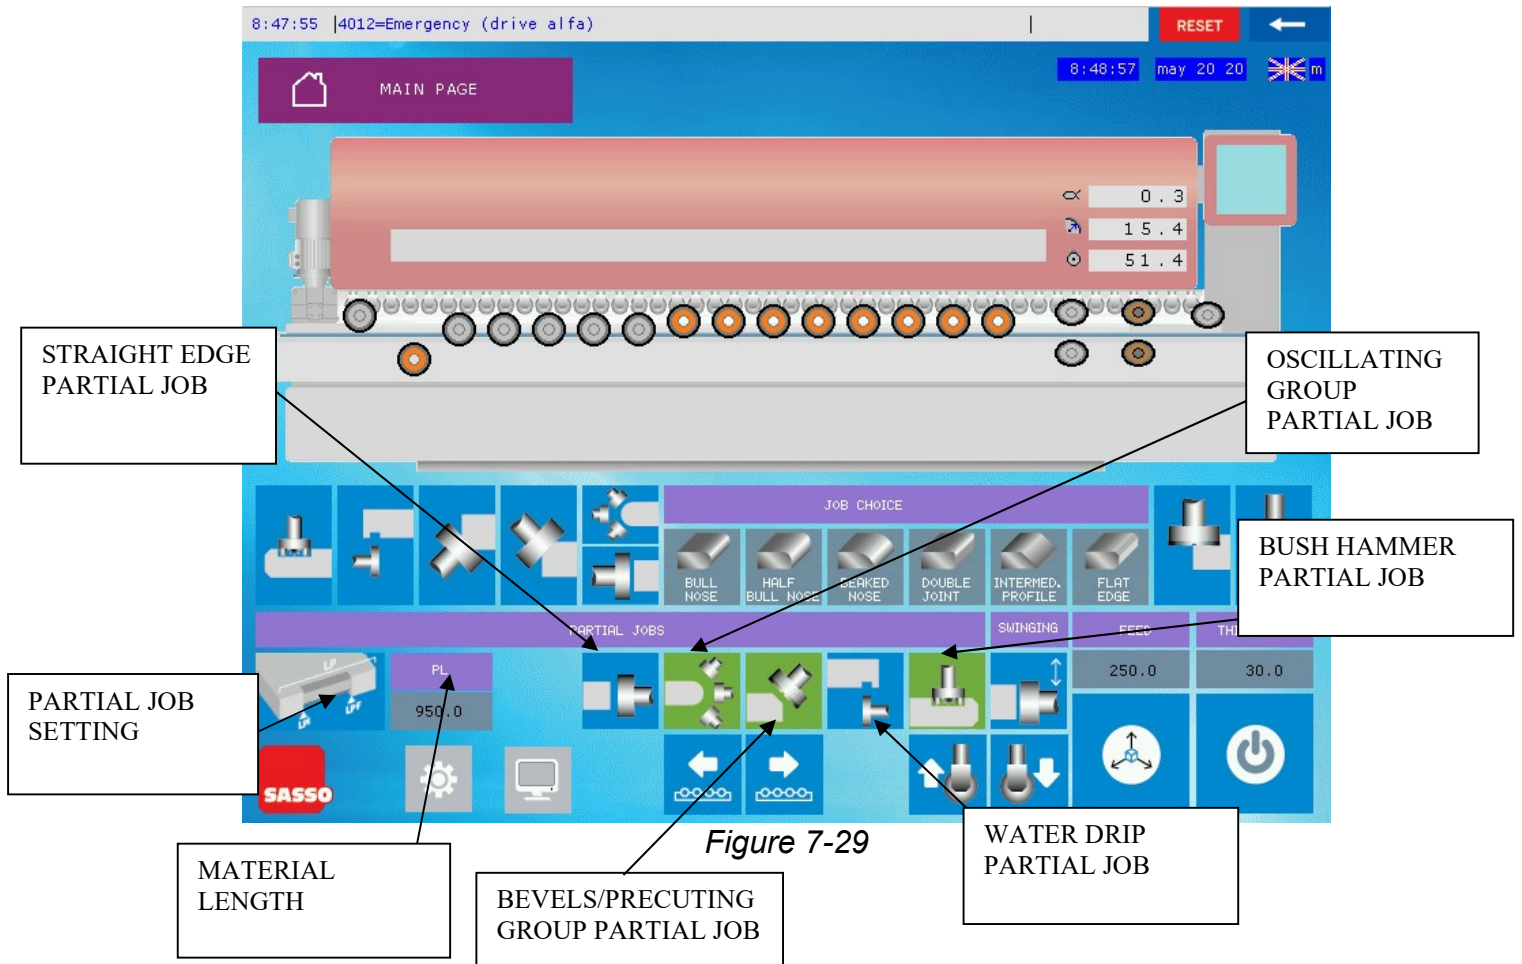 8:47:55 |4012=Emergency (drive alfa)
RESET
MAIN PAGE
8:48:57 may 20 20 m
0.3
15.4
51.4
STRAIGHT EDGE
PARTIAL JOB
OSCILLATING
GROUP
PARTIAL JOB
JOB CHOICE
BULL
NOSE
HALF
BULL NOSE
BEAKED
NOSE
DOUBLE
JOINT
INTERMED.
PROFILE
FLAT
EDGE
BUSH HAMMER
PARTIAL JOB
PARTIAL JOBS
SWINGING
FEED
TH
LP
LPI
LPF
PL
950.0
250.0
30.0
PARTIAL JOB
SETTING
SASSO
Figure 7-29
MATERIAL
LENGTH
BEVELS/PRECUTING
GROUP PARTIAL JOB
WATER DRIP
PARTIAL JOB